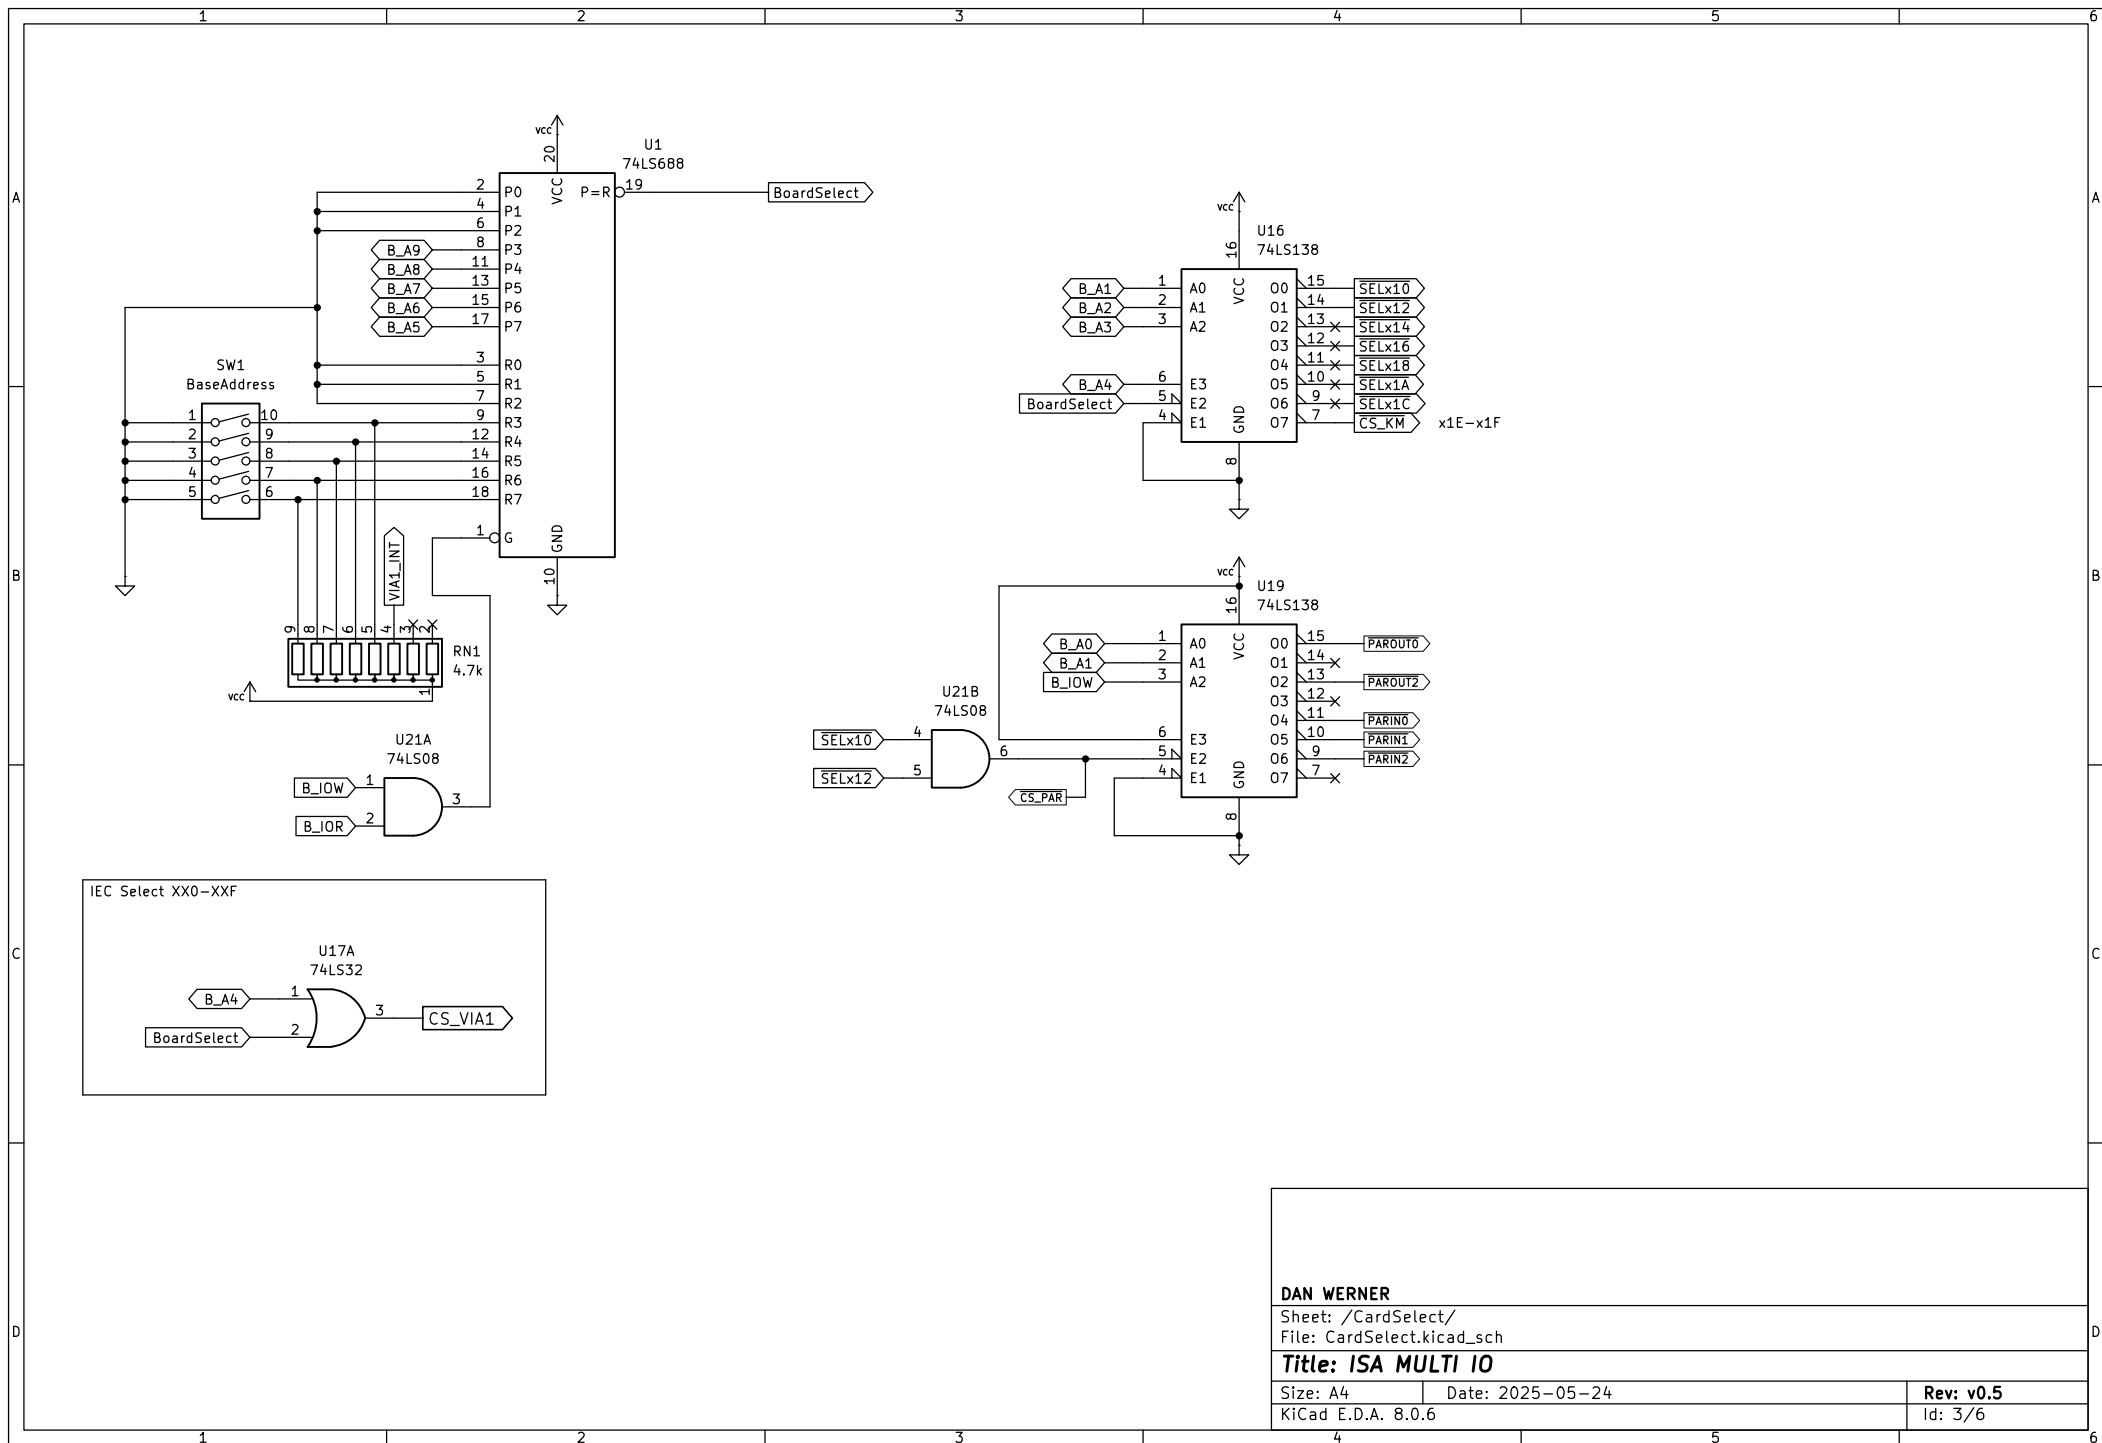 1 2 3 4 5 6
A
B
C
D
VCC
20
U1
74LS688
2 P0
4 P1
6 P2
B_A9 8 P3
B_A8 11 P4
B_A7 13 P5
B_A6 15 P6
B_A5 17 P7
3 R0
5 R1
7 R2
9 R3
12 R4
14 R5
16 R6
18 R7
1 G
VCC
P=R 19
BoardSelect
GND
10
SW1
BaseAddress
1 10
2 9
3 8
4 7
5 6
VIA1_INT
9 8 7 6 5 4 3 2
RN1
4.7k
VCC
1
U21A
74LS08
B_IOW 1
B_IOR 2
3
IEC Select XX0-XXF
U17A
74LS32
B_A4 1
BoardSelect 2
3 CS_VIA1
VCC
16
U16
74LS138
B_A1 1 A0
B_A2 2 A1
B_A3 3 A2
B_A4 6 E3
BoardSelect 5 E2
4 E1
VCC
GND
8
O0 15 SELx10
O1 14 SELx12
O2 13 SELx14
O3 12 SELx16
O4 11 SELx18
O5 10 SELx1A
O6 9 SELx1C
O7 7 CS_KM x1E-x1F
VCC
16
U19
74LS138
B_A0 1 A0
B_A1 2 A1
B_IOW 3 A2
6 E3
5 E2
4 E1
VCC
GND
8
O0 15 PAROUT0
O1 14
O2 13 PAROUT2
O3 12
O4 11 PARIN0
O5 10 PARIN1
O6 9 PARIN2
O7 7
U21B
74LS08
SELx10 4
SELx12 5
6
CS_PAR
DAN WERNER
Sheet: /CardSelect/
File: CardSelect.kicad_sch
Title: ISA MULTI IO
Size: A4 Date: 2025-05-24 Rev: v0.5
KiCad E.D.A. 8.0.6 Id: 3/6
A
B
C
D
1 2 3 4 5 6